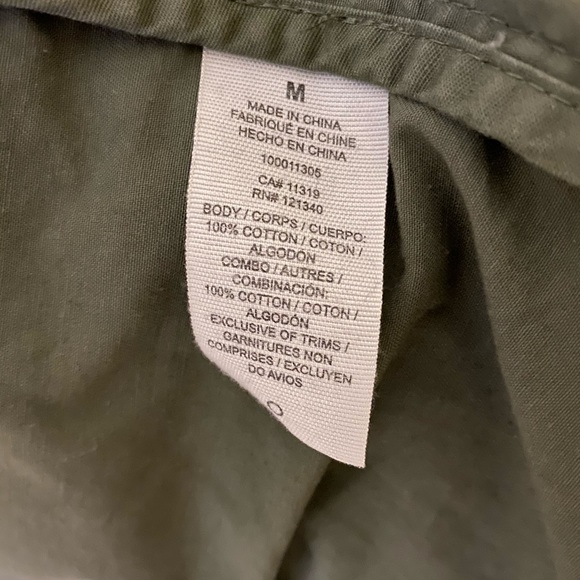 M
MADE IN CHINA
FABRIQUÉ EN CHINE
HECHO EN CHINA
100011305
CA# 11319
RN# 121340
BODY / CORPS / CUERPO:
100% COTTON / COTON /
ALGODÓN
COMBO / AUTRES /
COMBINACIÓN:
100% COTTON / COTON /
ALGODÓN
EXCLUSIVE OF TRIMS /
GARNITURES NON
COMPRISES / EXCLUYEN
DO AVIOS